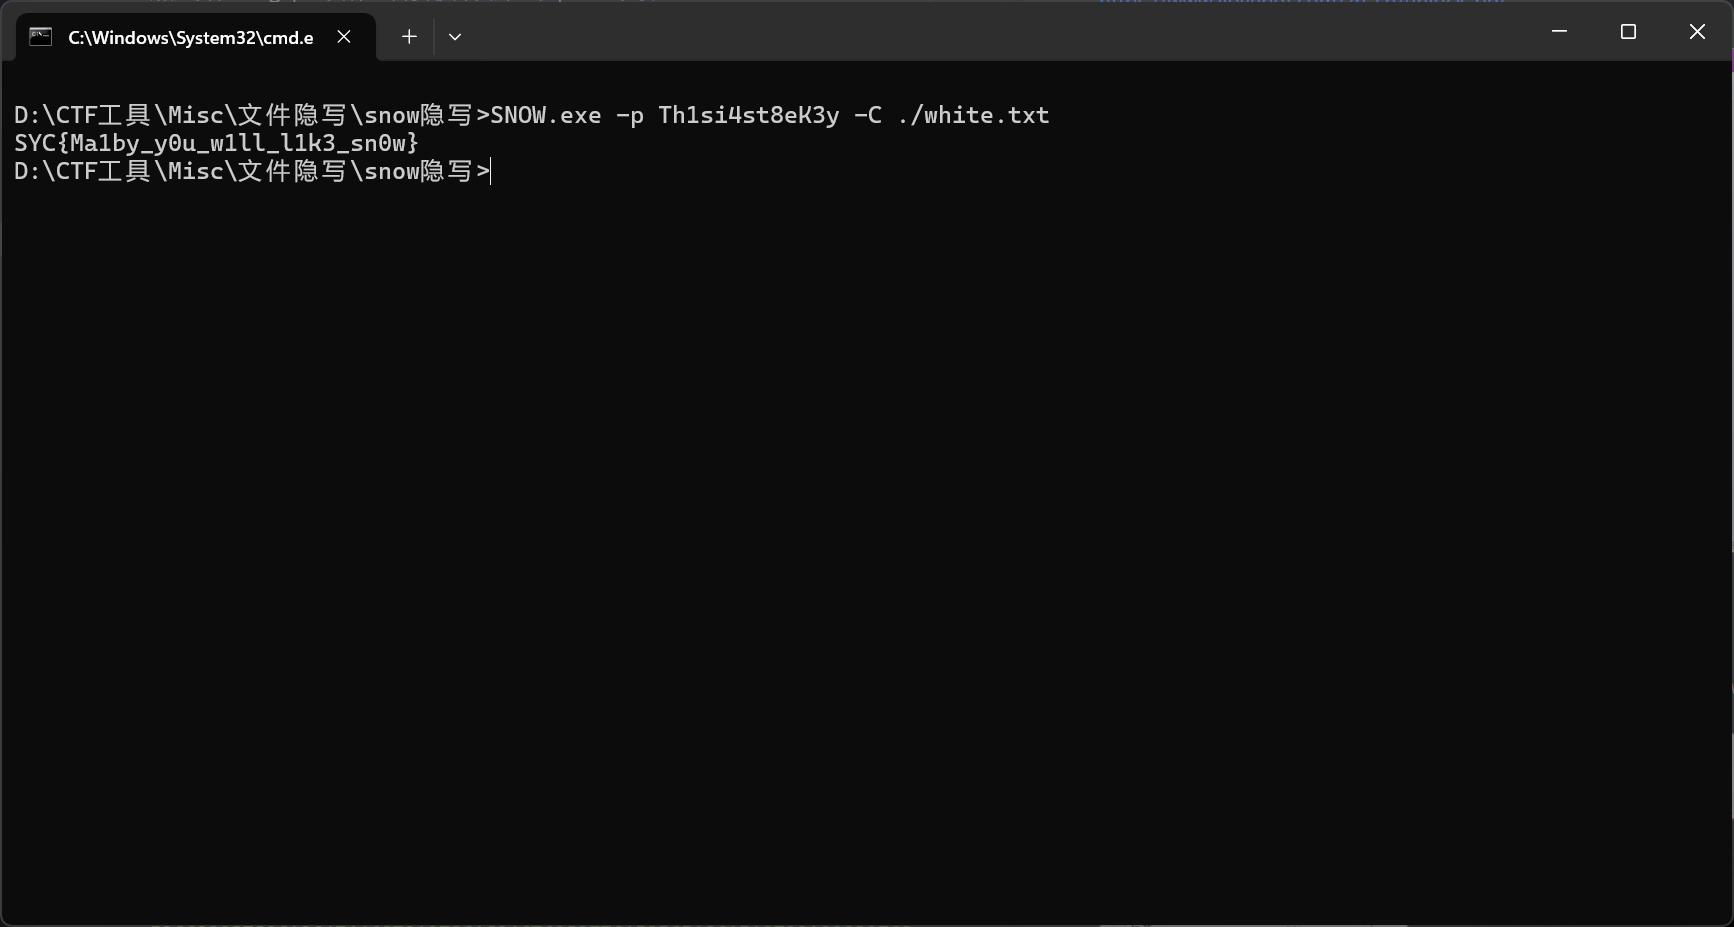 C:\Windows\System32\cmd.e
D:\CTF工具\Misc\文件隐写\snow隐写>SNOW.exe -p Th1si4st8eK3y -C ./white.txt
SYC{Ma1by_y0u_w1ll_l1k3_sn0w}
D:\CTF工具\Misc\文件隐写\snow隐写>